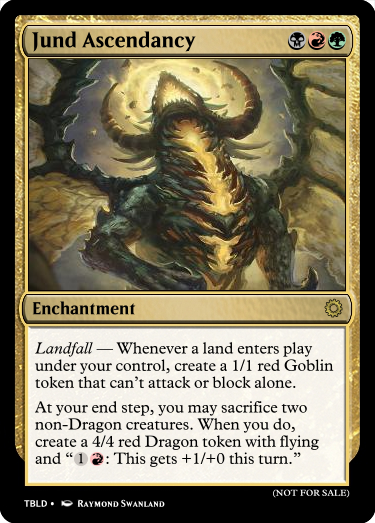 Jund Ascendancy
Enchantment
Landfall — Whenever a land enters play
under your control, create a 1/1 red Goblin
token that can't attack or block alone.
At your end step, you may sacrifice two
non-Dragon creatures. When you do,
create a 4/4 red Dragon token with flying
and “1 R: This gets +1/+0 this turn.”
(NOT FOR SALE)
TBLD • Raymond Swanland